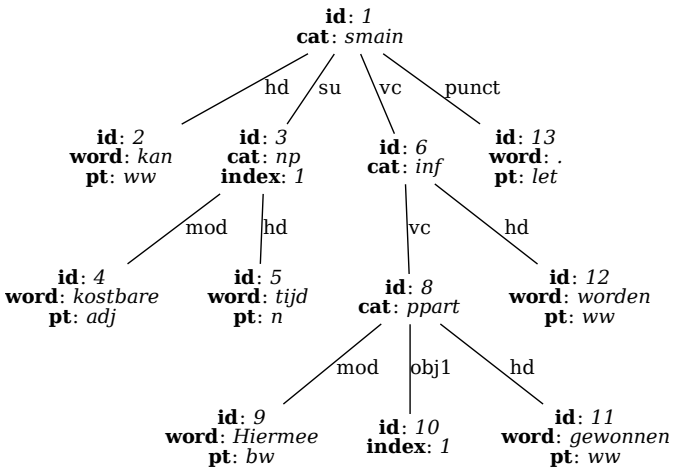 id: 1
cat: smain
hd
su
vc
punct
id: 2
word: kan
pt: ww
id: 3
cat: np
index: 1
id: 6
cat: inf
id: 13
word: .
pt: let
mod
hd
vc
hd
id: 4
word: kostbare
pt: adj
id: 5
word: tijd
pt: n
id: 8
cat: ppart
id: 12
word: worden
pt: ww
mod
obj1
hd
id: 9
word: Hiermee
pt: bw
id: 10
index: 1
id: 11
word: gewonnen
pt: ww